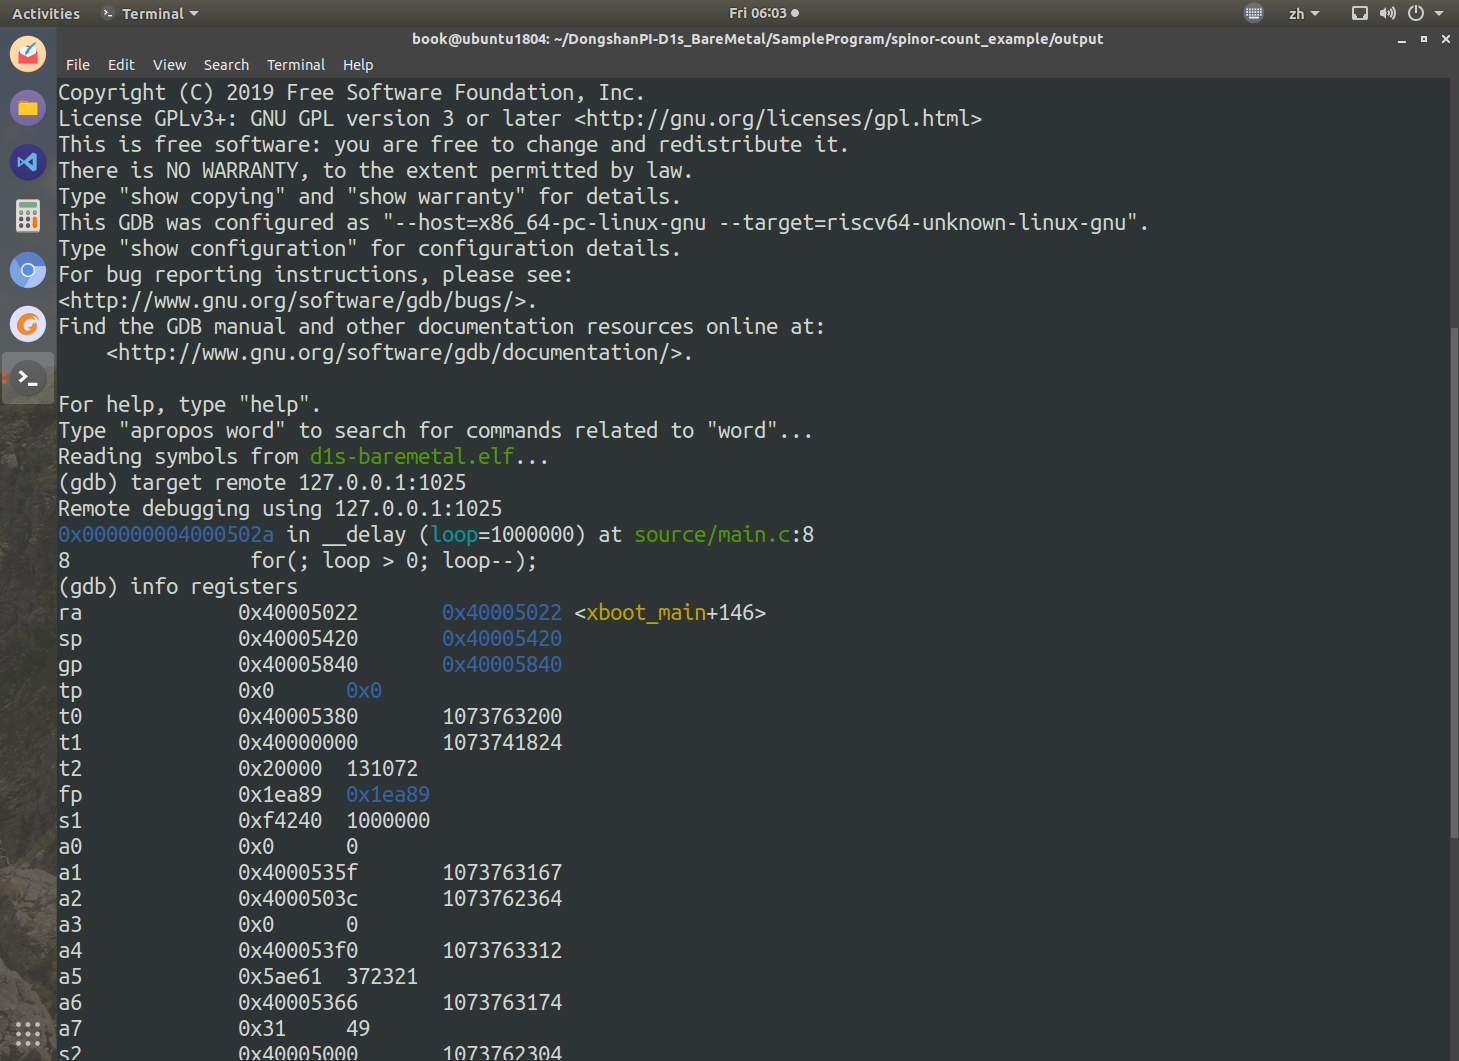 Activities Terminal Fri 06:03 zh
book@ubuntu1804: ~/DongshanPI-D1s_BareMetal/SampleProgram/spinor-count_example/output
File Edit View Search Terminal Help
Copyright (C) 2019 Free Software Foundation, Inc.
License GPLv3+: GNU GPL version 3 or later <http://gnu.org/licenses/gpl.html>
This is free software: you are free to change and redistribute it.
There is NO WARRANTY, to the extent permitted by law.
Type "show copying" and "show warranty" for details.
This GDB was configured as "--host=x86_64-pc-linux-gnu --target=riscv64-unknown-linux-gnu".
Type "show configuration" for configuration details.
For bug reporting instructions, please see:
<http://www.gnu.org/software/gdb/bugs/>.
Find the GDB manual and other documentation resources online at:
    <http://www.gnu.org/software/gdb/documentation/>.
For help, type "help".
Type "apropos word" to search for commands related to "word"...
Reading symbols from d1s-baremetal.elf...
(gdb) target remote 127.0.0.1:1025
Remote debugging using 127.0.0.1:1025
0x000000004000502a in __delay (loop=1000000) at source/main.c:8
8               for(; loop > 0; loop--);
(gdb) info registers
ra             0x40005022       0x40005022 <xboot_main+146>
sp             0x40005420       0x40005420
gp             0x40005840       0x40005840
tp             0x0      0x0
t0             0x40005380       1073763200
t1             0x40000000       1073741824
t2             0x20000  131072
fp             0x1ea89  0x1ea89
s1             0xf4240  1000000
a0             0x0      0
a1             0x4000535f       1073763167
a2             0x4000503c       1073762364
a3             0x0      0
a4             0x400053f0       1073763312
a5             0x5ae61  372321
a6             0x40005366       1073763174
a7             0x31     49
s2             0x40005000       1073762304